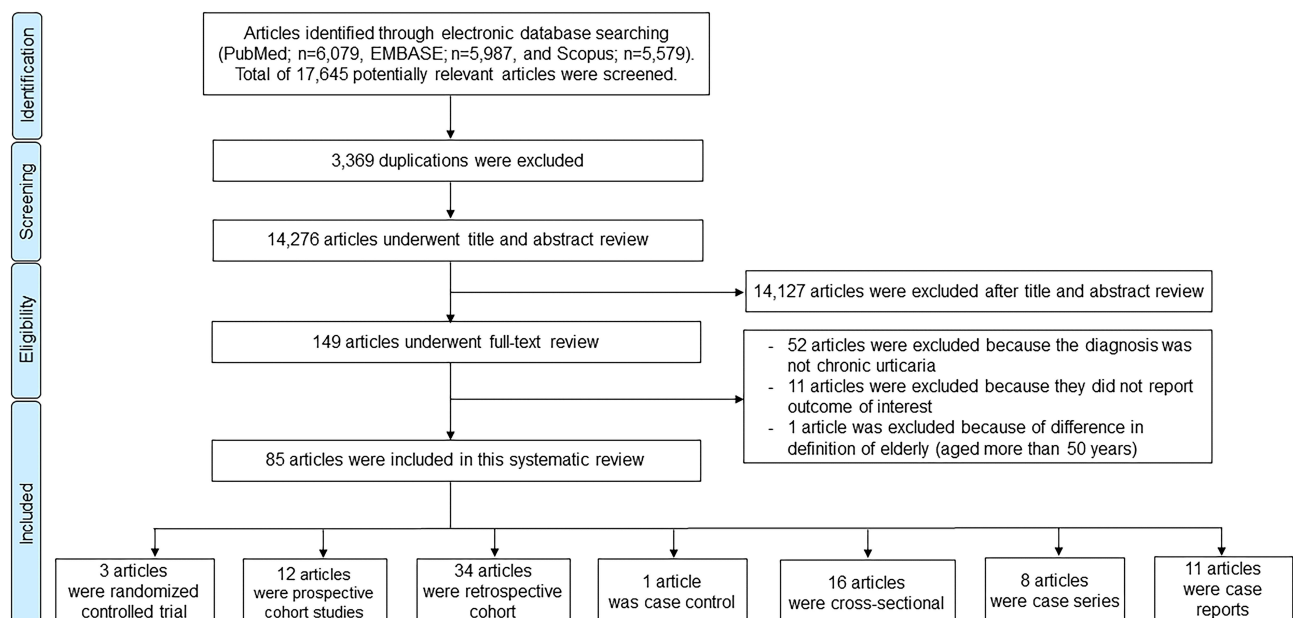 Identification
Articles identified through electronic database searching
(PubMed; n=6,079, EMBASE; n=5,987, and Scopus; n=5,579).
Total of 17,645 potentially relevant articles were screened.
Screening
3,369 duplications were excluded
14,276 articles underwent title and abstract review
Eligibility
14,127 articles were excluded after title and abstract review
149 articles underwent full-text review
- 52 articles were excluded because the diagnosis was
not chronic urticaria
- 11 articles were excluded because they did not report
outcome of interest
- 1 article was excluded because of difference in
definition of elderly (aged more than 50 years)
Included
85 articles were included in this systematic review
3 articles
were randomized
controlled trial
12 articles
were prospective
cohort studies
34 articles
were retrospective
cohort
1 article
was case control
16 articles
were cross-sectional
8 articles
were case series
11 articles
were case
reports